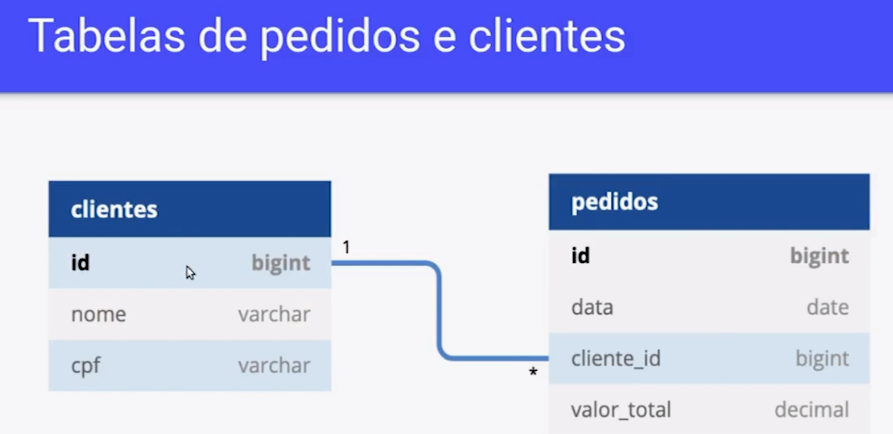 Tabelas de pedidos e clientes
clientes
id bigint
nome varchar
cpf varchar
1
*
pedidos
id bigint
data date
cliente_id bigint
valor_total decimal